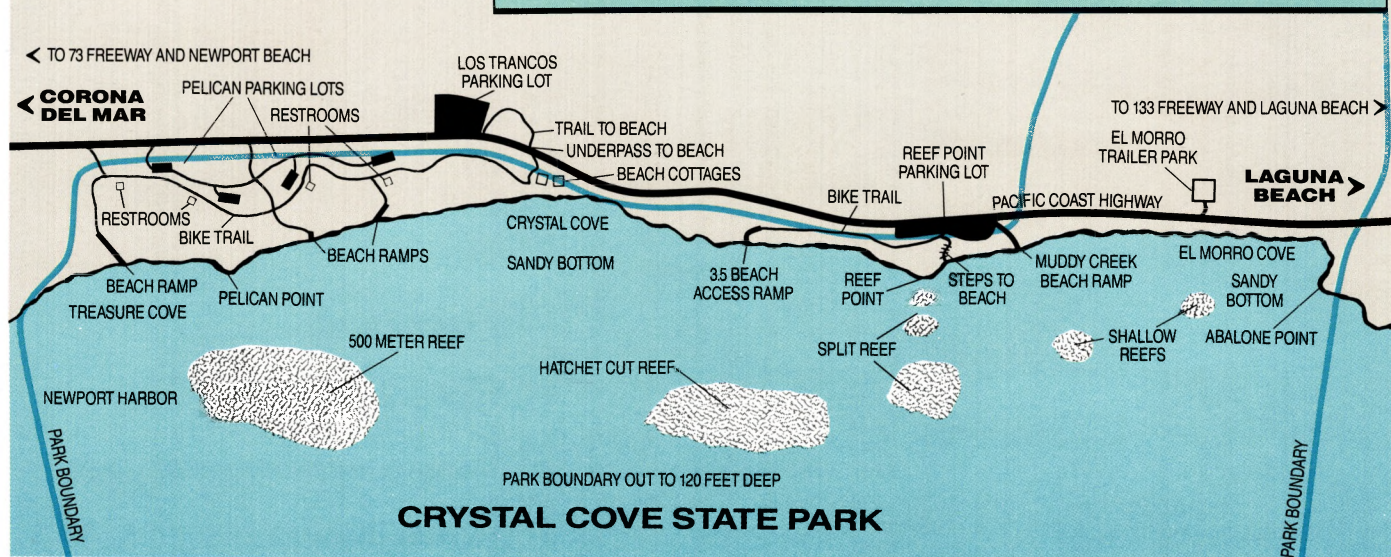 TO 73 FREEWAY AND NEWPORT BEACH
CORONA
DEL MAR
PELICAN PARKING LOTS
RESTROOMS
LOS TRANCOS
PARKING LOT
TRAIL TO BEACH
UNDERPASS TO BEACH
BEACH COTTAGES
TO 133 FREEWAY AND LAGUNA BEACH
EL MORRO
TRAILER PARK
LAGUNA
BEACH
REEF POINT
PARKING LOT
BIKE TRAIL
PACIFIC COAST HIGHWAY
RESTROOMS
BIKE TRAIL
BEACH RAMPS
CRYSTAL COVE
SANDY BOTTOM
BEACH RAMP
TREASURE COVE
PELICAN POINT
3.5 BEACH
ACCESS RAMP
REEF
POINT
STEPS TO
BEACH
MUDDY CREEK
BEACH RAMP
EL MORRO COVE
SANDY
BOTTOM
ABALONE POINT
500 METER REEF
HATCHET CUT REEF
SPLIT REEF
SHALLOW
REEFS
NEWPORT HARBOR
PARK BOUNDARY
PARK BOUNDARY OUT TO 120 FEET DEEP
PARK BOUNDARY
CRYSTAL COVE STATE PARK